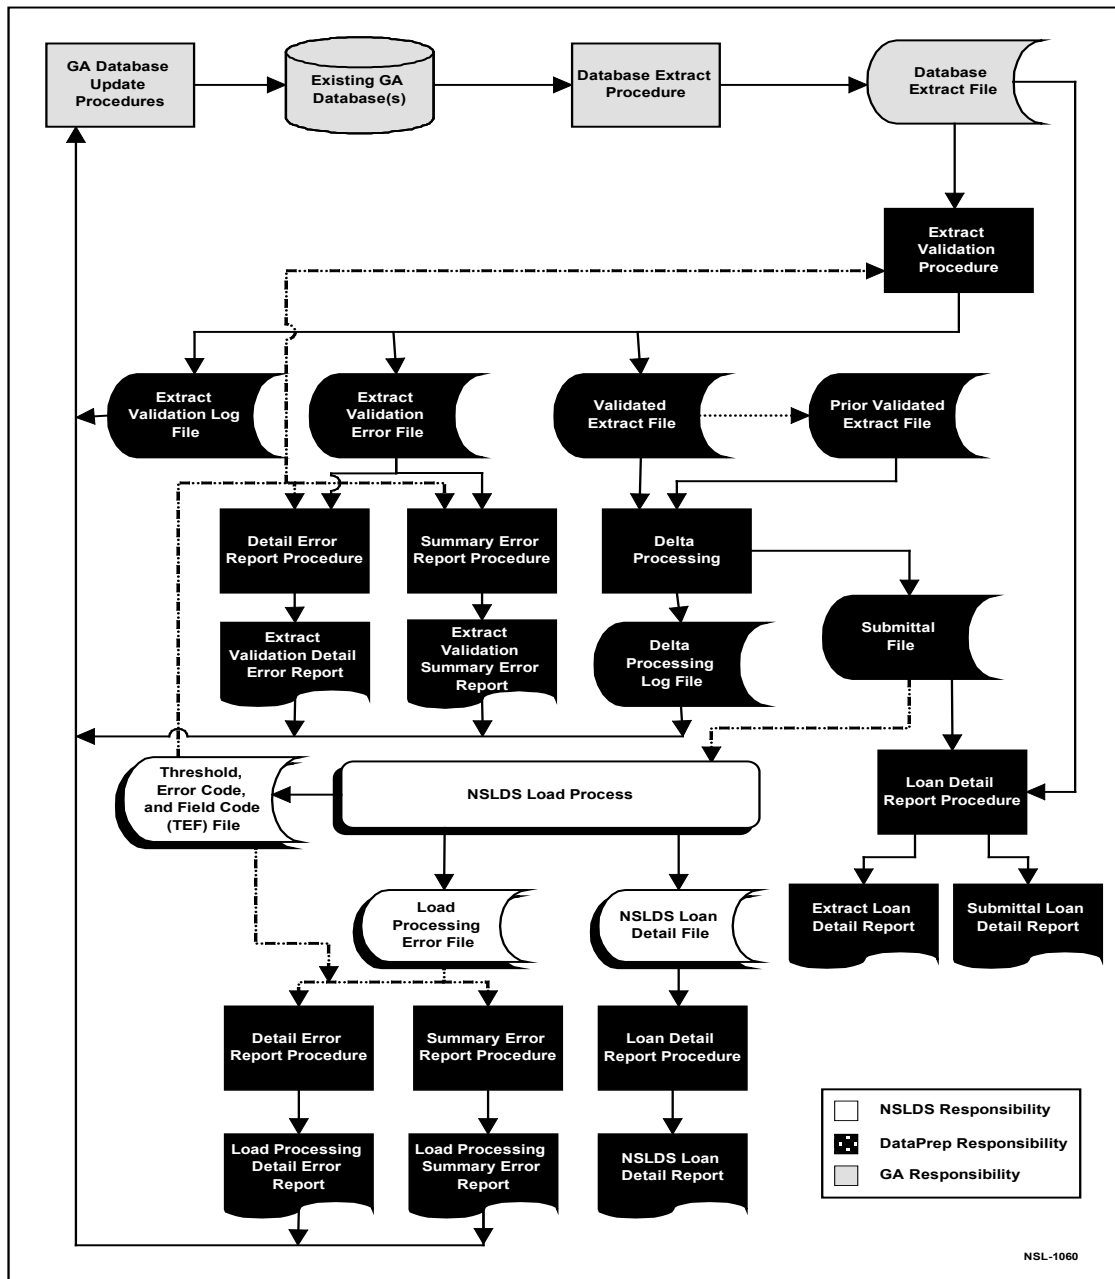 GA Database
Update
Procedures
Existing GA
Database(s)
Database Extract
Procedure
Database
Extract File
Extract
Validation
Procedure
Extract
Validation Log
File
Extract
Validation
Error File
Validated
Extract File
Prior Validated
Extract File
Detail Error
Report Procedure
Summary Error
Report Procedure
Delta
Processing
Extract
Validation Detail
Error Report
Extract
Validation
Summary Error
Report
Delta
Processing
Log File
Submittal
File
Threshold,
Error Code,
and Field Code
(TEF) File
NSLDS Load Process
Loan Detail
Report Procedure
Load
Processing
Error File
NSLDS Loan
Detail File
Extract Loan
Detail Report
Submittal Loan
Detail Report
Detail Error
Report Procedure
Summary Error
Report Procedure
Loan Detail
Report Procedure
Load Processing
Detail Error
Report
Load Processing
Summary Error
Report
NSLDS Loan
Detail Report
NSLDS Responsibility
DataPrep Responsibility
GA Responsibility
NSL-1060